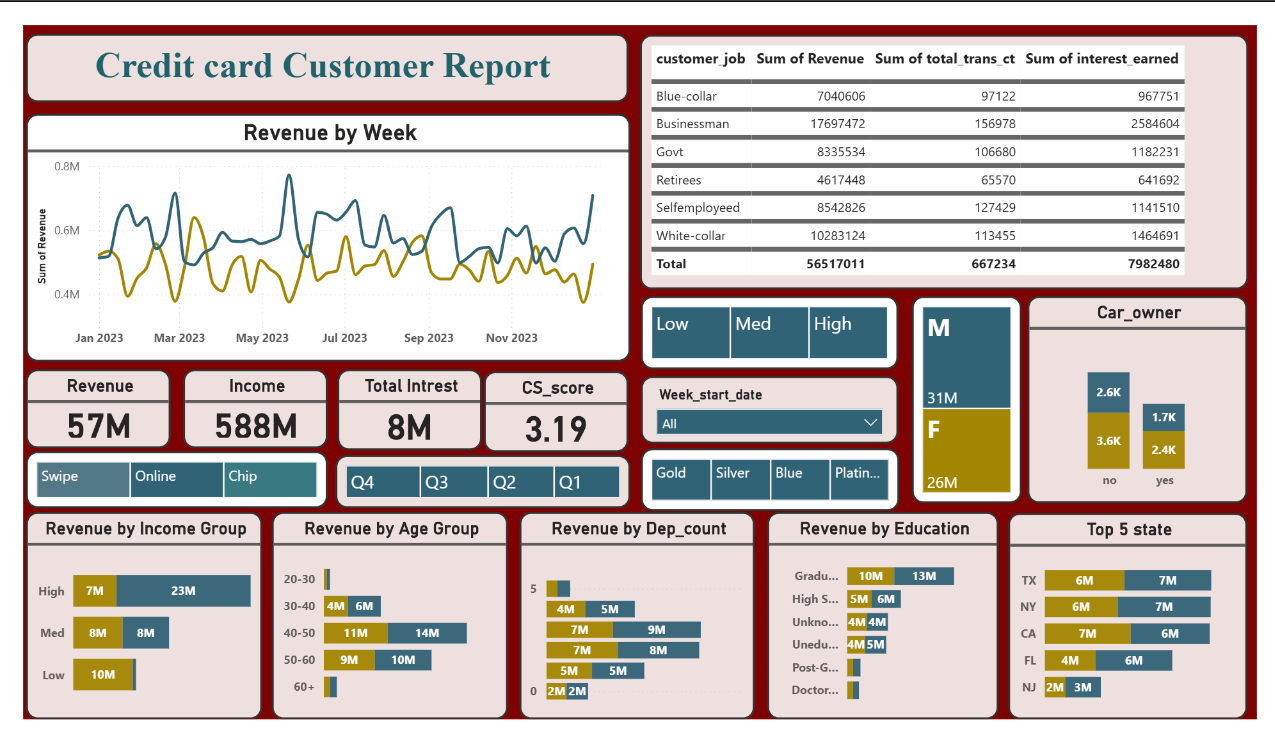 Credit card Customer Report
customer_job Sum of Revenue Sum of total_trans_ct Sum of interest_earned
Blue-collar 7040606 97122 967751
Businessman 17697472 156978 2584604
Govt 8335534 106680 1182231
Retirees 4617448 65570 641692
Selfemployeed 8542826 127429 1141510
White-collar 10283124 113455 1464691
Total 56517011 667234 7982480
Revenue by Week
0.8M
0.6M
0.4M
Sum of Revenue
Jan 2023 Mar 2023 May 2023 Jul 2023 Sep 2023 Nov 2023
Low Med High
M
31M
F
26M
Car_owner
2.6K
3.6K
1.7K
2.4K
no yes
Revenue
57M
Income
588M
Total Intrest
8M
CS_score
3.19
Week_start_date
All
Swipe Online Chip
Q4 Q3 Q2 Q1
Gold Silver Blue Platin...
Revenue by Income Group
High 7M 23M
Med 8M 8M
Low 10M
Revenue by Age Group
20-30
30-40 4M 6M
40-50 11M 14M
50-60 9M 10M
60+
Revenue by Dep_count
5
4M 5M
7M 9M
7M 8M
5M 5M
0 2M 2M
Revenue by Education
Gradu... 10M 13M
High S... 5M 6M
Unkno... 4M 4M
Unedu... 4M 5M
Post-G...
Doctor...
Top 5 state
TX 6M 7M
NY 6M 7M
CA 7M 6M
FL 4M 6M
NJ 2M 3M